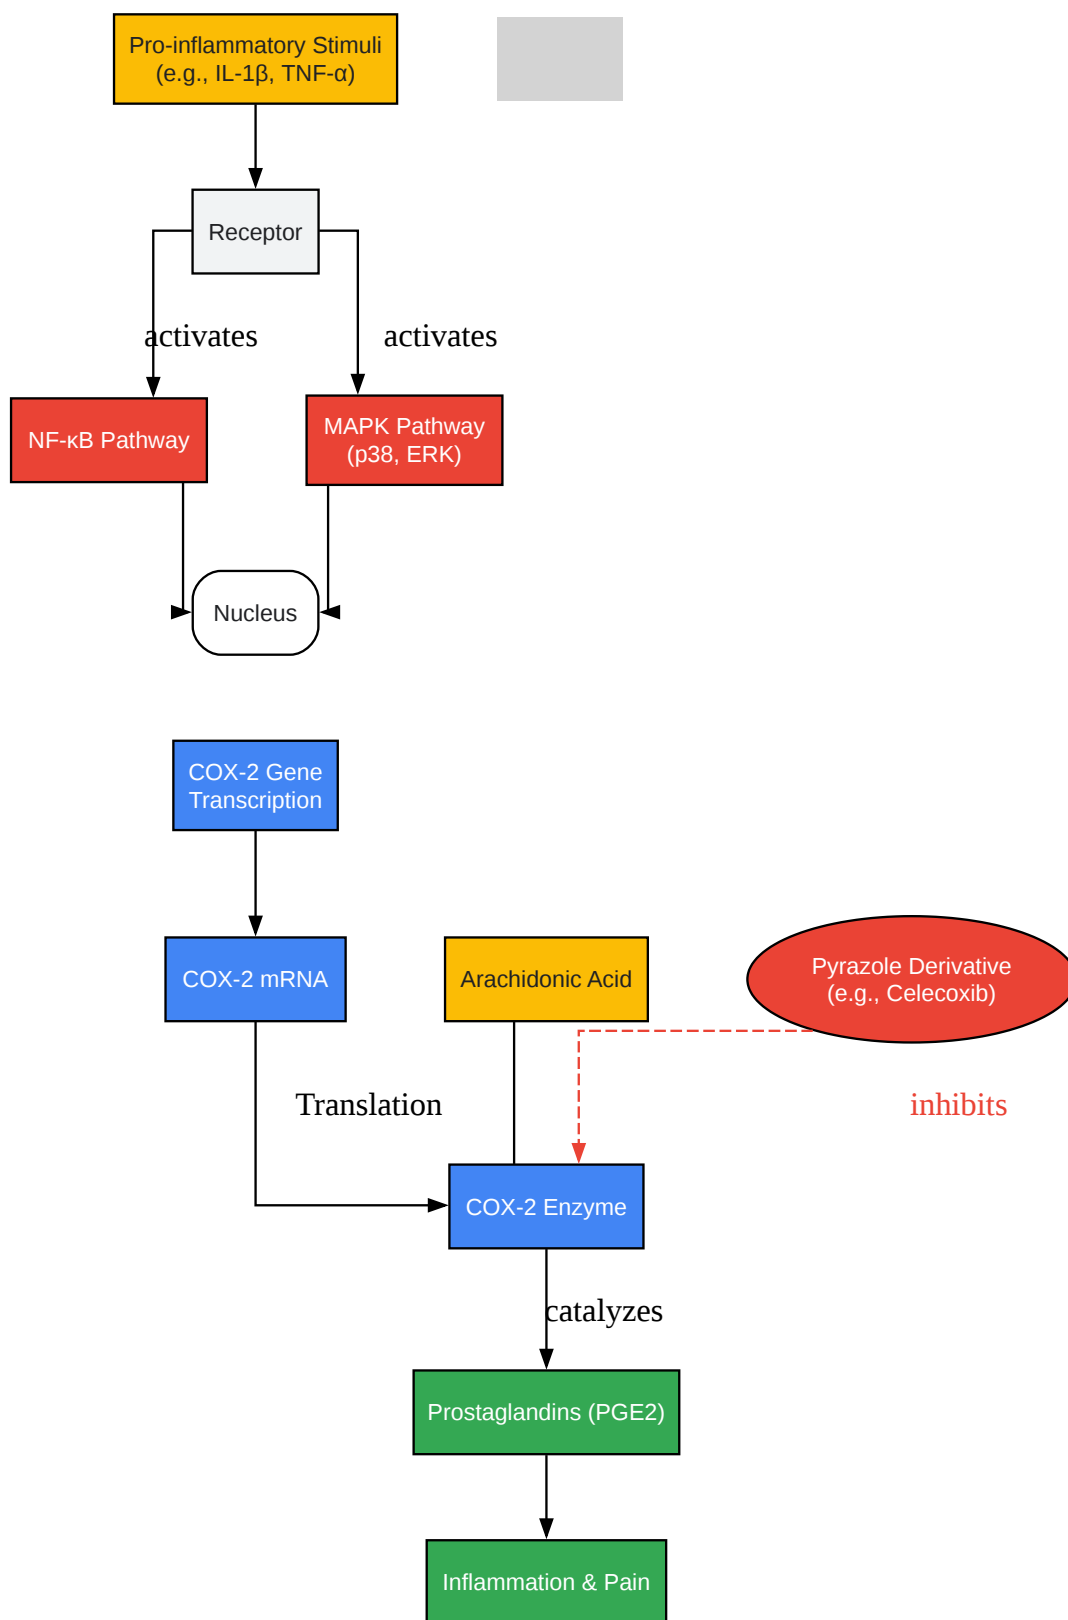 Pro-inflammatory Stimuli
(e.g., IL-1β, TNF-α)
Receptor
activates
activates
NF-κB Pathway
MAPK Pathway
(p38, ERK)
Nucleus
COX-2 Gene
Transcription
COX-2 mRNA
Arachidonic Acid
Pyrazole Derivative
(e.g., Celecoxib)
Translation
inhibits
COX-2 Enzyme
catalyzes
Prostaglandins (PGE2)
Inflammation & Pain